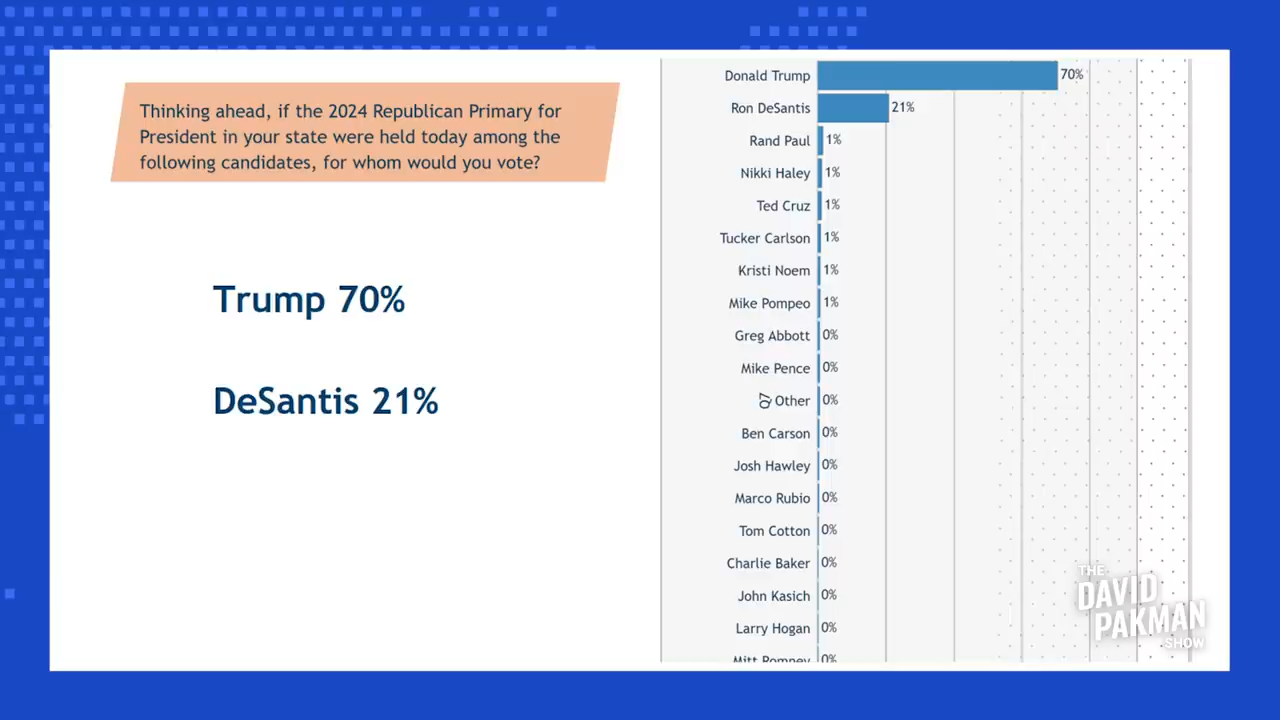 Thinking ahead, if the 2024 Republican Primary for
President in your state were held today among the
following candidates, for whom would you vote?
Trump 70%
DeSantis 21%
Donald Trump 70%
Ron DeSantis 21%
Rand Paul 1%
Nikki Haley 1%
Ted Cruz 1%
Tucker Carlson 1%
Kristi Noem 1%
Mike Pompeo 1%
Greg Abbott 0%
Mike Pence 0%
Other 0%
Ben Carson 0%
Josh Hawley 0%
Marco Rubio 0%
Tom Cotton 0%
Charlie Baker 0%
John Kasich 0%
Larry Hogan 0%
Mitt Romney 0%
THE
DAVID
PAKMAN
SHOW